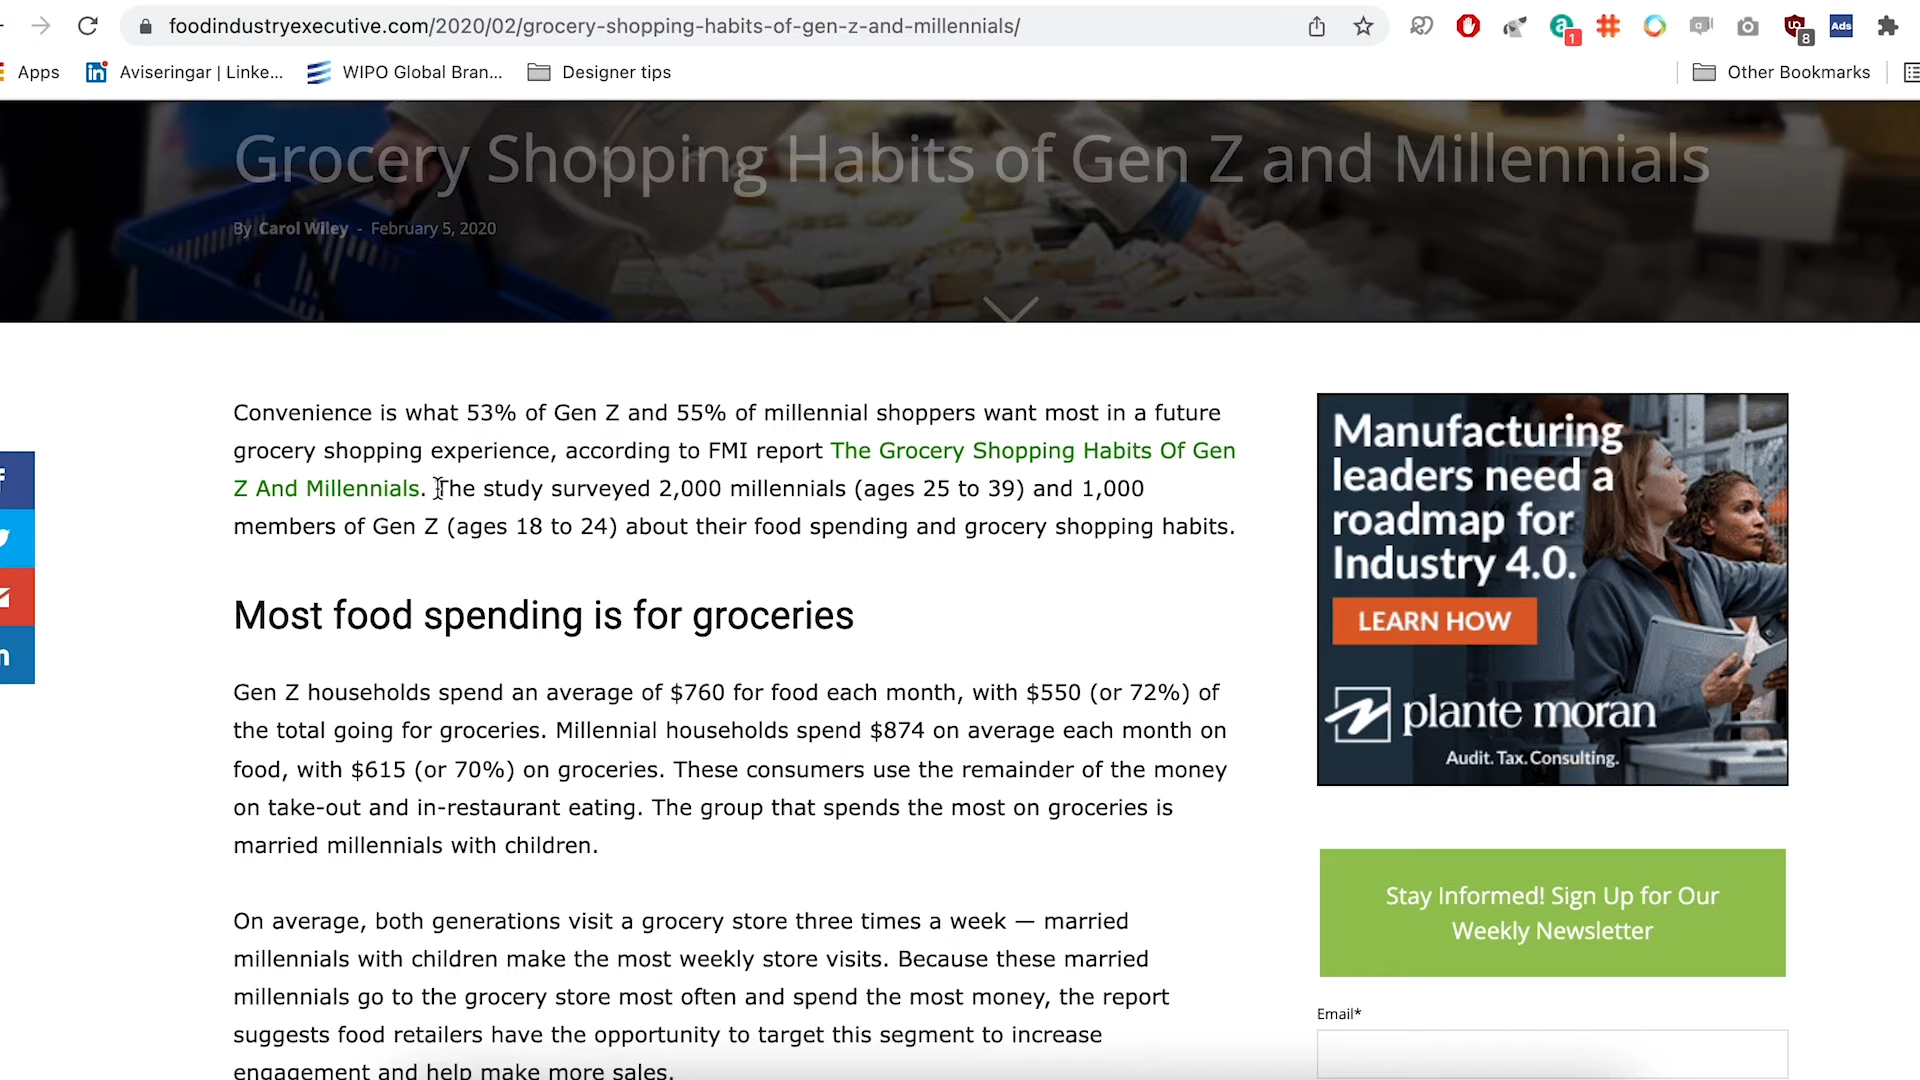 foodindustryexecutive.com/2020/02/grocery-shopping-habits-of-gen-z-and-millennials/
1
8
Ads
Apps
Aviseringar | Linke...
WIPO Global Bran...
Designer tips
Other Bookmarks
Grocery Shopping Habits of Gen Z and Millennials
By Carol Wiley - February 5, 2020
Convenience is what 53% of Gen Z and 55% of millennial shoppers want most in a future
grocery shopping experience, according to FMI report The Grocery Shopping Habits Of Gen
Z And Millennials. The study surveyed 2,000 millennials (ages 25 to 39) and 1,000
members of Gen Z (ages 18 to 24) about their food spending and grocery shopping habits.
Most food spending is for groceries
Gen Z households spend an average of $760 for food each month, with $550 (or 72%) of
the total going for groceries. Millennial households spend $874 on average each month on
food, with $615 (or 70%) on groceries. These consumers use the remainder of the money
on take-out and in-restaurant eating. The group that spends the most on groceries is
married millennials with children.
On average, both generations visit a grocery store three times a week — married
millennials with children make the most weekly store visits. Because these married
millennials go to the grocery store most often and spend the most money, the report
suggests food retailers have the opportunity to target this segment to increase
engagement and help make more sales.
Manufacturing
leaders need a
roadmap for
Industry 4.0.
LEARN HOW
plante moran
Audit. Tax. Consulting.
Stay Informed! Sign Up for Our
Weekly Newsletter
Email*